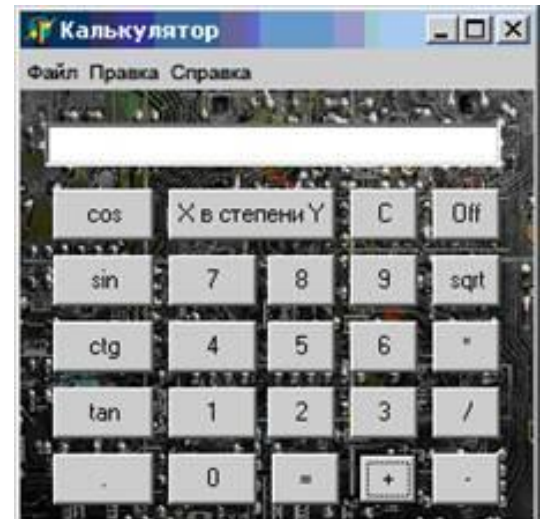 Калькулятор
Файл Правка Справка
cos X в степени Y C Off
sin 7 8 9 sqrt
ctg 4 5 6 *
tan 1 2 3 /
. 0 = + -